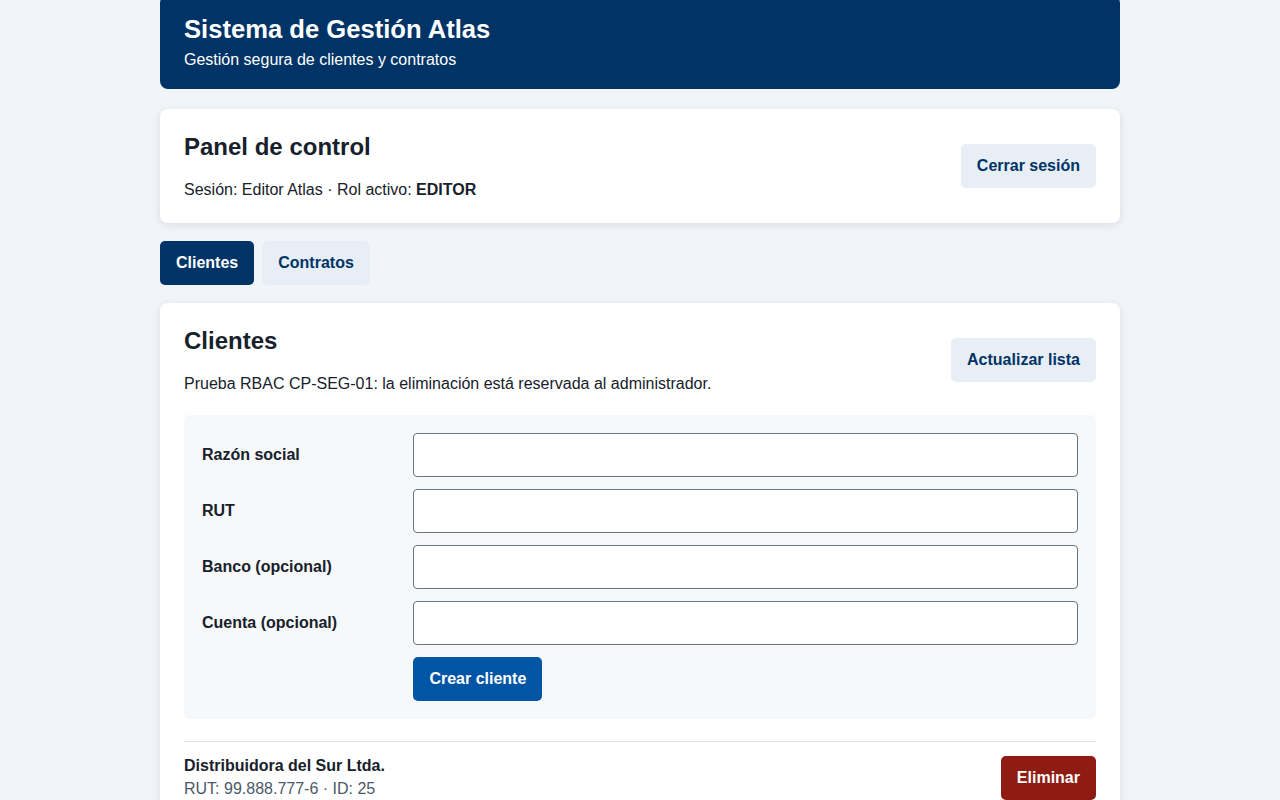 Sistema de Gestión Atlas
Gestión segura de clientes y contratos
Panel de control
Sesión: Editor Atlas · Rol activo: EDITOR
Cerrar sesión
Clientes
Contratos
Clientes
Prueba RBAC CP-SEG-01: la eliminación está reservada al administrador.
Actualizar lista
Razón social
RUT
Banco (opcional)
Cuenta (opcional)
Crear cliente
Distribuidora del Sur Ltda.
RUT: 99.888.777-6 · ID: 25
Eliminar